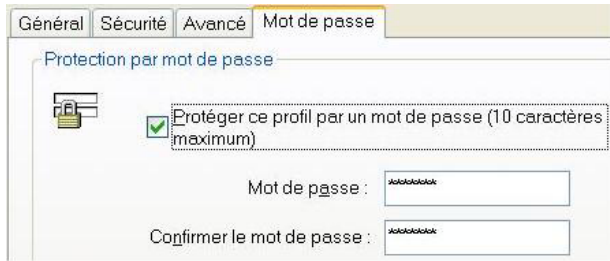 Général Sécurité Avancé Mot de passe
Protection par mot de passe
Protéger ce profil par un mot de passe (10 caractères
maximum)
Mot de passe : ********
Confirmer le mot de passe : ********